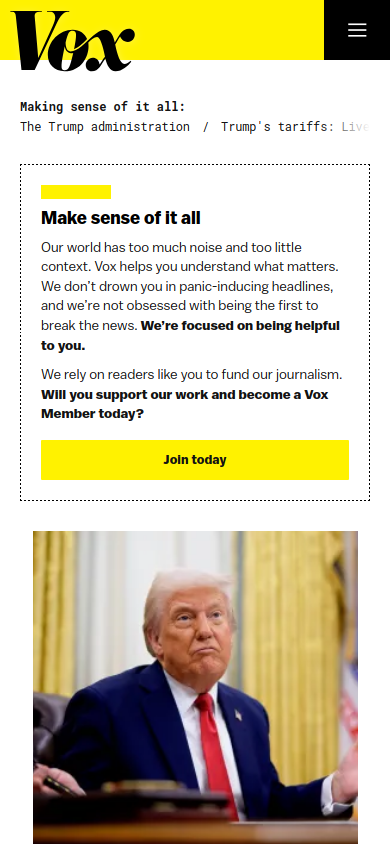 Vox
Making sense of it all:
The Trump administration / Trump's tariffs: Live
Make sense of it all
Our world has too much noise and too little
context. Vox helps you understand what matters.
We don't drown you in panic-inducing headlines,
and we're not obsessed with being the first to
break the news. We're focused on being helpful
to you.
We rely on readers like you to fund our journalism.
Will you support our work and become a Vox
Member today?
Join today